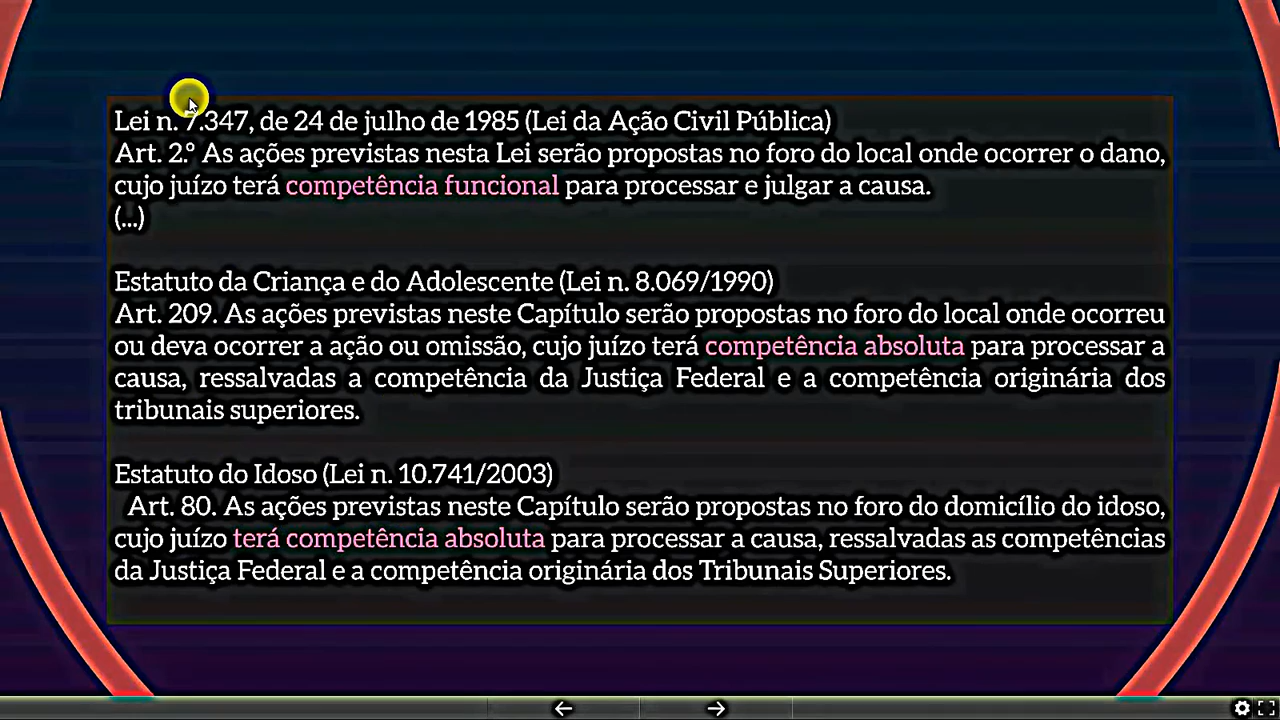 Lei n. 7.347, de 24 de julho de 1985 (Lei da Ação Civil Pública)
Art. 2.º As ações previstas nesta Lei serão propostas no foro do local onde ocorrer o dano,
cujo juízo terá competência funcional para processar e julgar a causa.
(...)
Estatuto da Criança e do Adolescente (Lei n. 8.069/1990)
Art. 209. As ações previstas neste Capítulo serão propostas no foro do local onde ocorreu
ou deva ocorrer a ação ou omissão, cujo juízo terá competência absoluta para processar a
causa, ressalvadas a competência da Justiça Federal e a competência originária dos
tribunais superiores.
Estatuto do Idoso (Lei n. 10.741/2003)
Art. 80. As ações previstas neste Capítulo serão propostas no foro do domicílio do idoso,
cujo juízo terá competência absoluta para processar a causa, ressalvadas as competências
da Justiça Federal e a competência originária dos Tribunais Superiores.